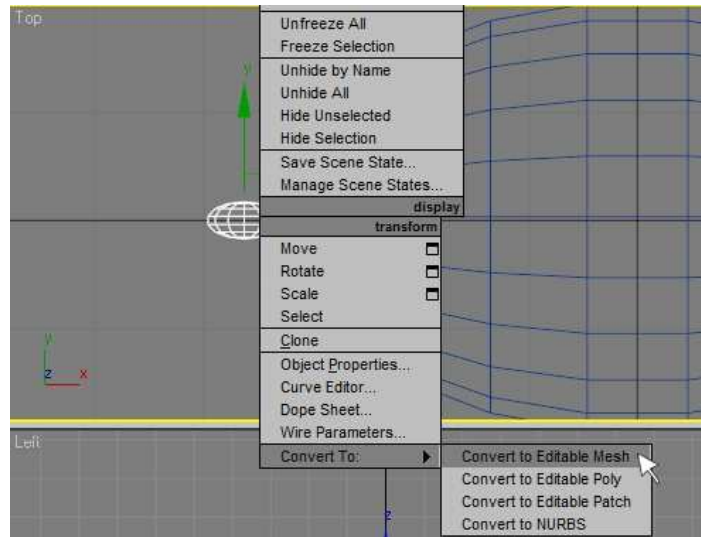 Top
Unfreeze All
Freeze Selection
Unhide by Name
Unhide All
Hide Unselected
Hide Selection
Save Scene State...
Manage Scene States...
display
transform
Move
Rotate
Scale
Select
Clone
Object Properties...
Curve Editor...
Dope Sheet...
Wire Parameters...
Convert To:
Convert to Editable Mesh
Convert to Editable Poly
Convert to Editable Patch
Convert to NURBS
y
y
z x
Left
z